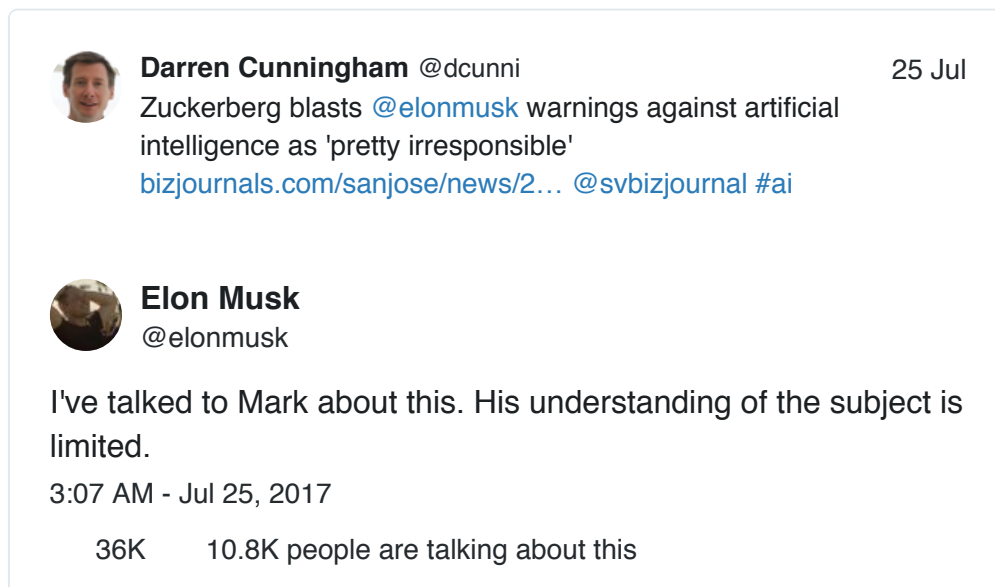 Darren Cunningham @dcunni 25 Jul
Zuckerberg blasts @elonmusk warnings against artificial
intelligence as 'pretty irresponsible'
bizjournals.com/sanjose/news/2… @svbizjournal #ai
Elon Musk
@elonmusk
I've talked to Mark about this. His understanding of the subject is
limited.
3:07 AM - Jul 25, 2017
36K 10.8K people are talking about this